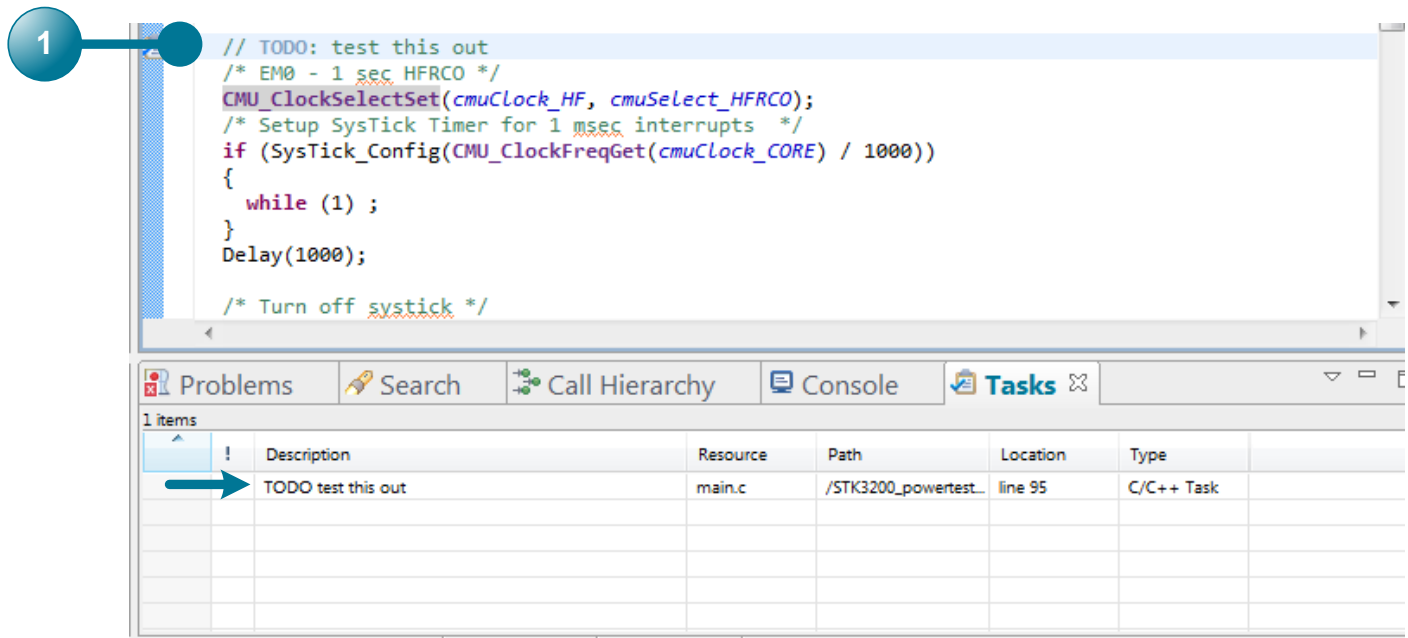 1
// TODO: test this out
/* EM0 - 1 sec HFRCO */
CMU_ClockSelectSet(cmuClock_HF, cmuSelect_HFRCO);
/* Setup SysTick Timer for 1 msec interrupts  */
if (SysTick_Config(CMU_ClockFreqGet(cmuClock_CORE) / 1000))
{
while (1) ;
}
Delay(1000);
/* Turn off systick */
Problems Search Call Hierarchy Console Tasks
1 items
! Description Resource Path Location Type
TODO test this out main.c /STK3200_powertest... line 95 C/C++ Task